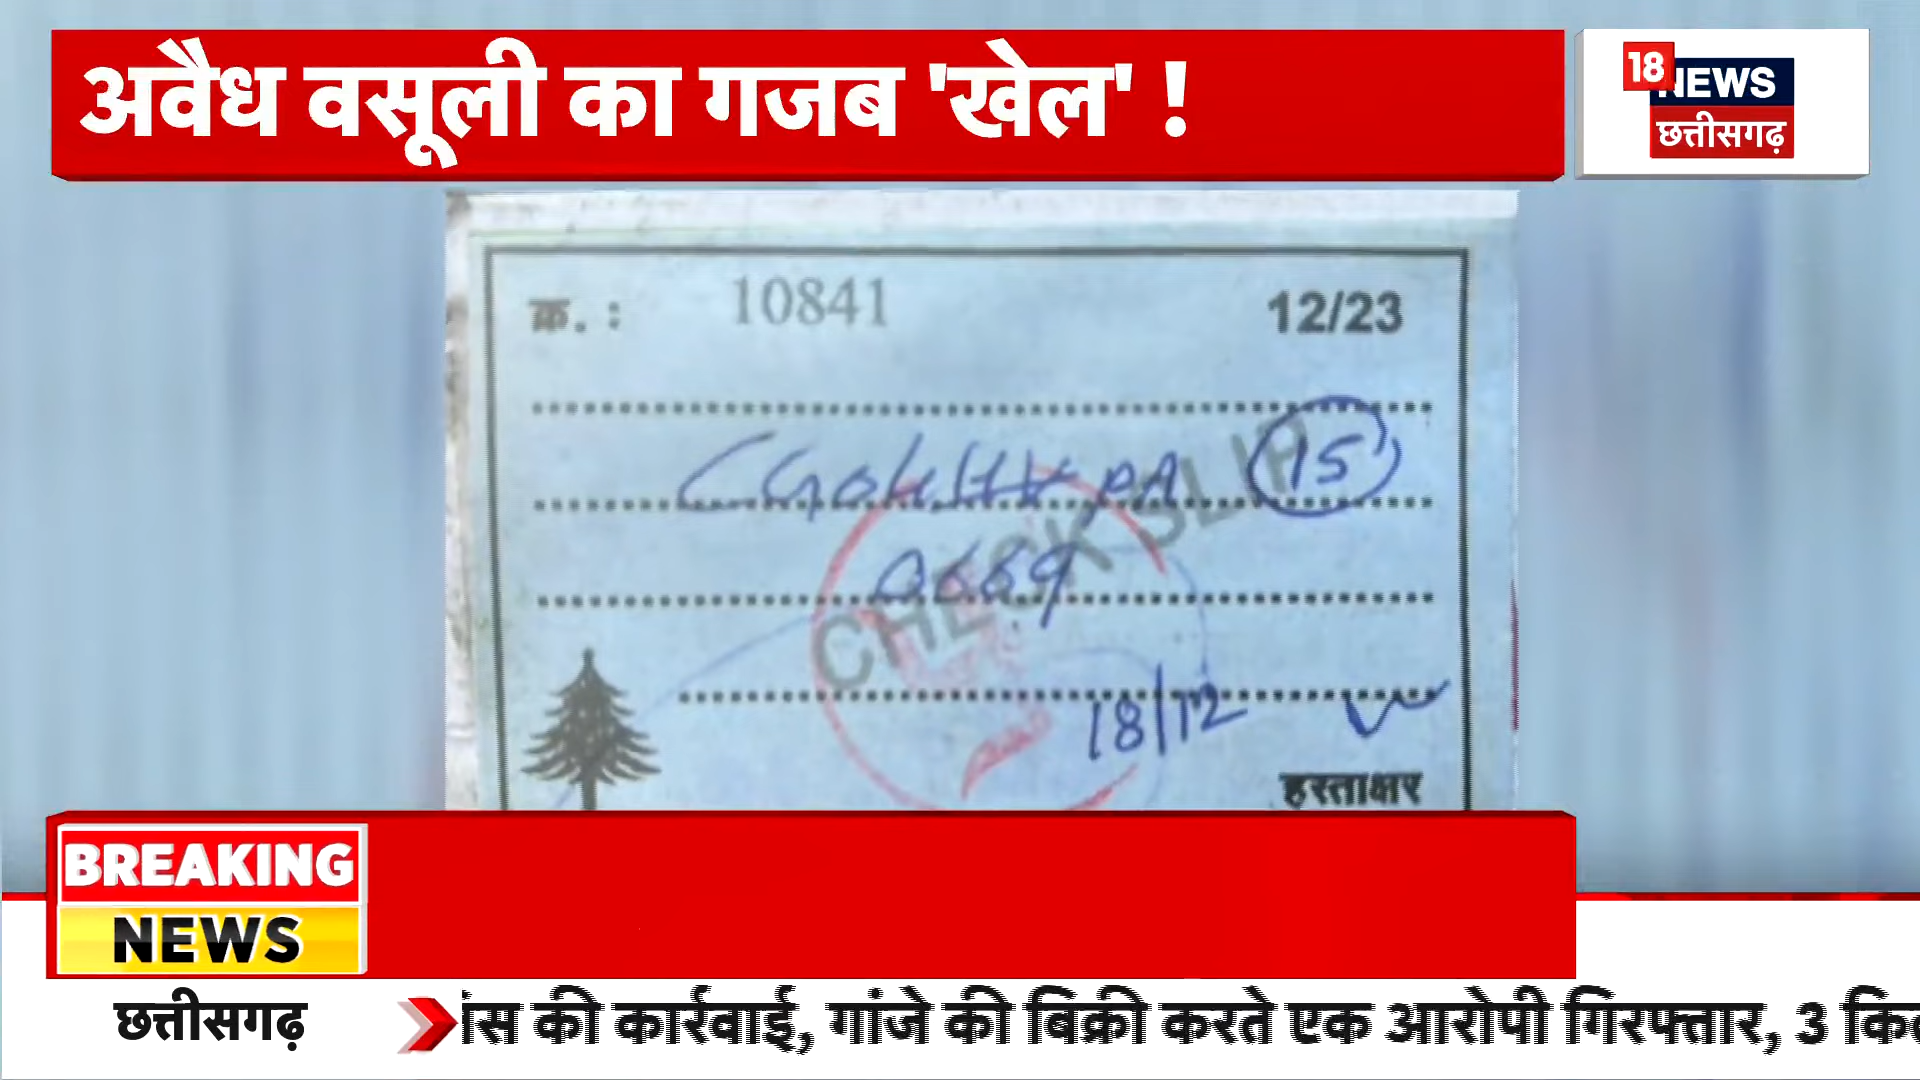 अवैध वसूली का गजब 'खेल' !
18
NEWS
छत्तीसगढ़
क्र. : 10841 12/23
15
0669
CHECK SLIP
18/12
हस्ताक्षर
BREAKING
NEWS
छत्तीसगढ़
स की कार्रवाई, गांजे की बिक्री करते एक आरोपी गिरफ्तार, 3